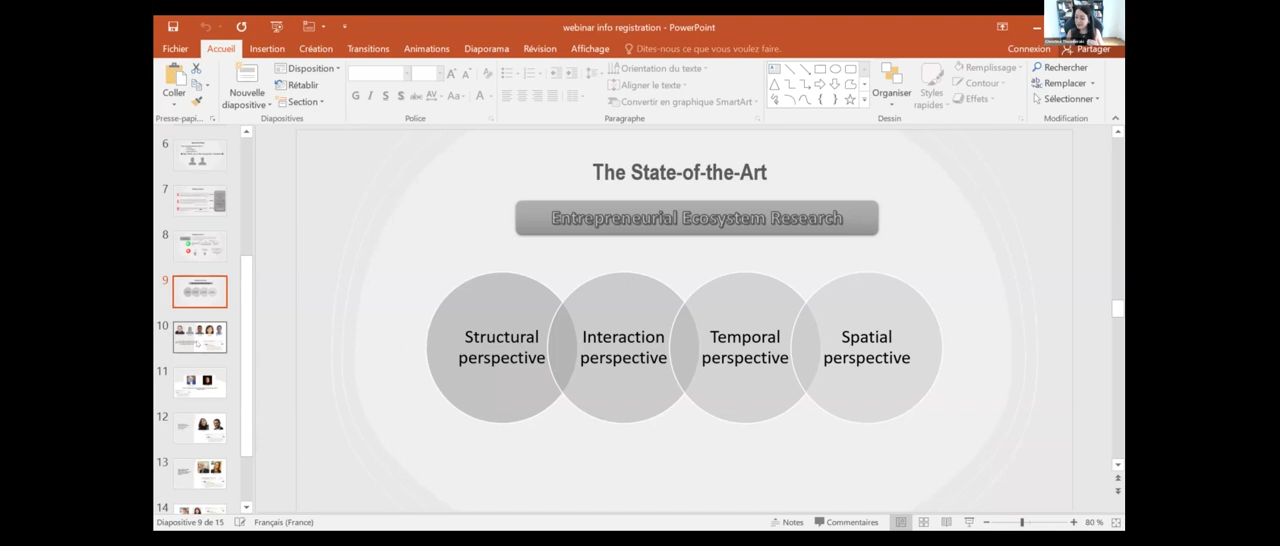 webinar info registration - PowerPoint
Fichier Accueil Insertion Création Transitions Animations Diaporama Révision Affichage Dites-nous ce que vous voulez faire. Connexion Partager
Coller
Presse-papi...
Nouvelle diapositive
Disposition
Rétablir
Section
Diapositives
G I S S abc AV Aa A
Police
Orientation du texte
Aligner le texte
Convertir en graphique SmartArt
Paragraphe
Organiser
Styles rapides
Remplissage
Contour
Effets
Dessin
Rechercher
Remplacer
Sélectionner
Modification
6
7
8
9
10
11
12
13
14
The State-of-the-Art
Entrepreneurial Ecosystem Research
Structural perspective
Interaction perspective
Temporal perspective
Spatial perspective
Diapositive 9 de 15 Français (France) Notes Commentaires 80 %